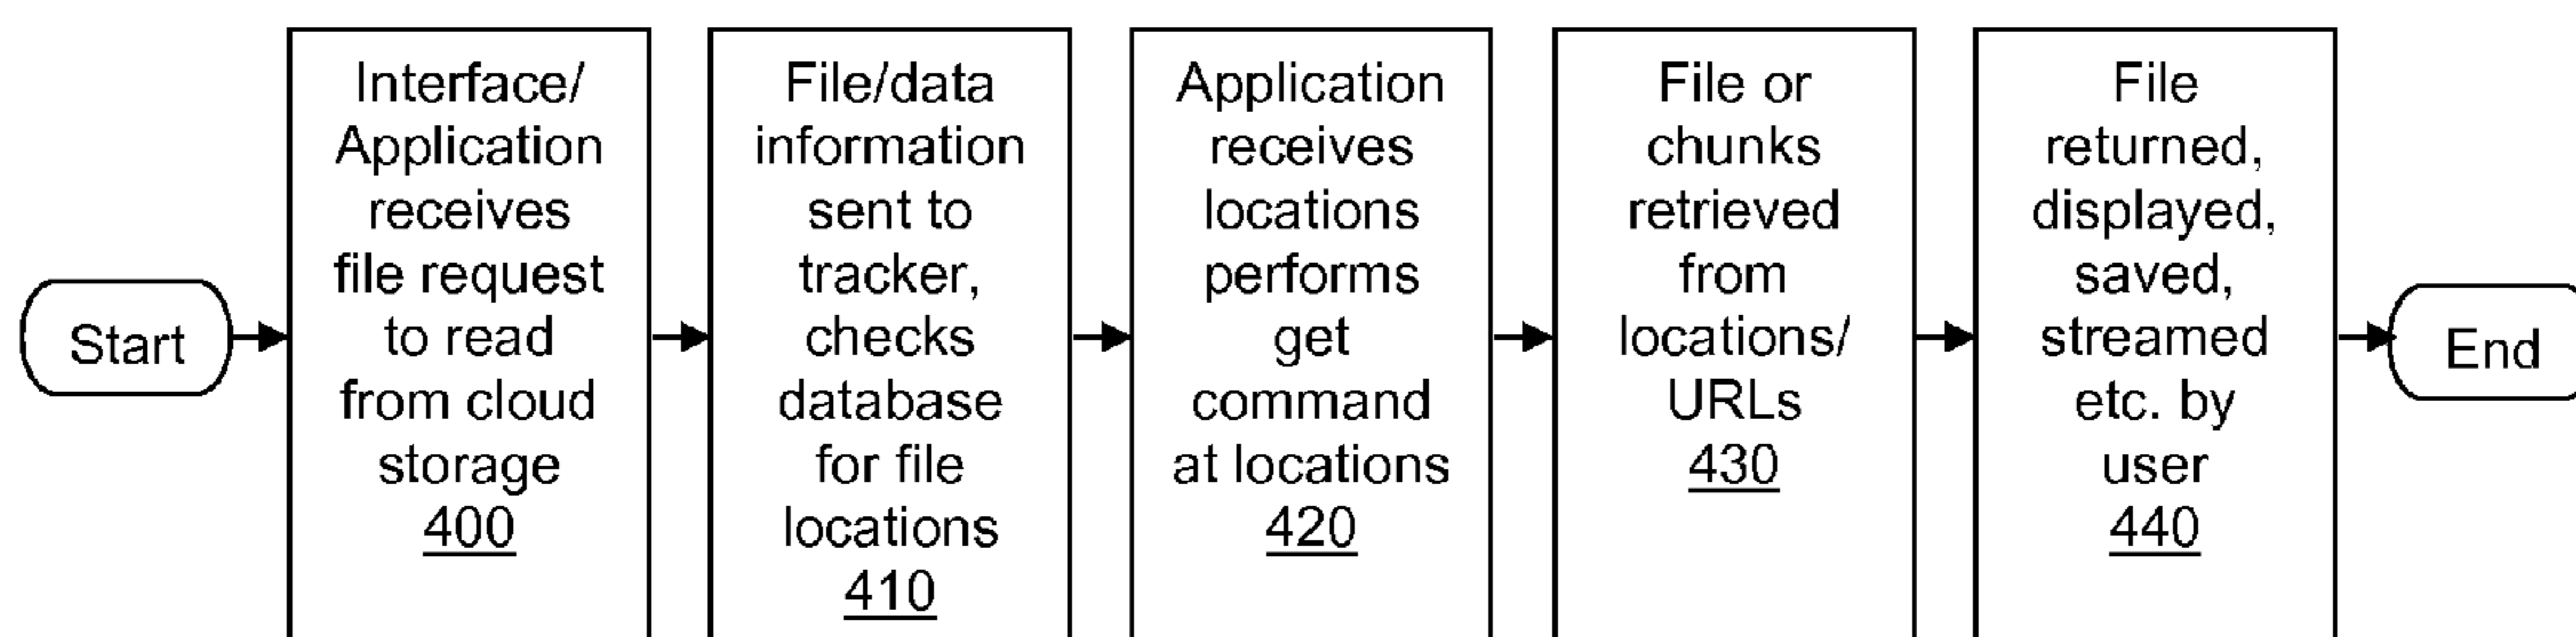 Start
Interface/
Application
receives
file request
to read
from cloud
storage
400
File/data
information
sent to
tracker,
checks
database
for file
locations
410
Application
receives
locations
performs
get
command
at locations
420
File or
chunks
retrieved
from
locations/
URLs
430
File
returned,
displayed,
saved,
streamed
etc. by
user
440
End